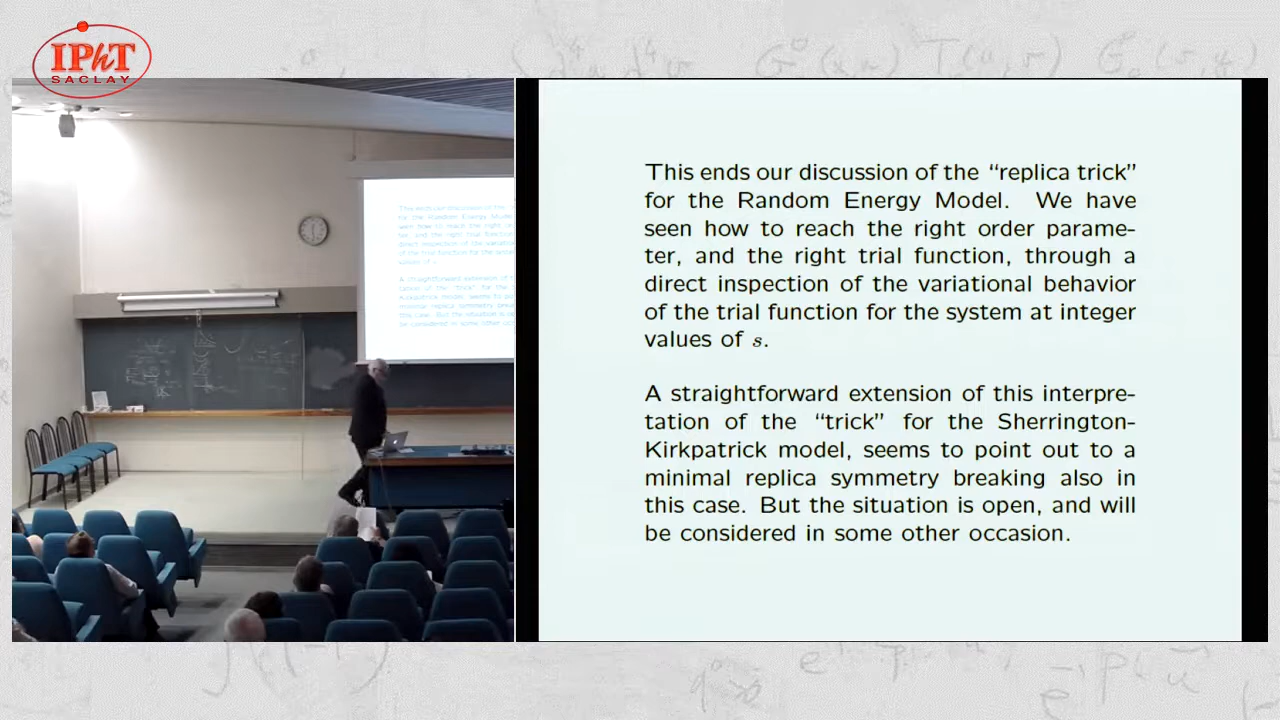 IPhT
SACLAY
This ends our discussion of the “replica trick”
for the Random Energy Model. We have
seen how to reach the right order parame-
ter, and the right trial function, through a
direct inspection of the variational behavior
of the trial function for the system at integer
values of s.
A straightforward extension of this interpre-
tation of the “trick” for the Sherrington-
Kirkpatrick model, seems to point out to a
minimal replica symmetry breaking also in
this case. But the situation is open, and will
be considered in some other occasion.